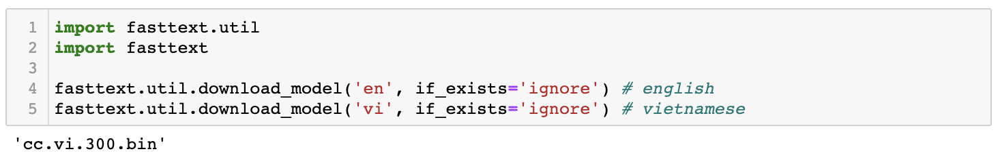 1 import fasttext.util
2 import fasttext
3
4 fasttext.util.download_model('en', if_exists='ignore') # english
5 fasttext.util.download_model('vi', if_exists='ignore') # vietnamese
'cc.vi.300.bin'